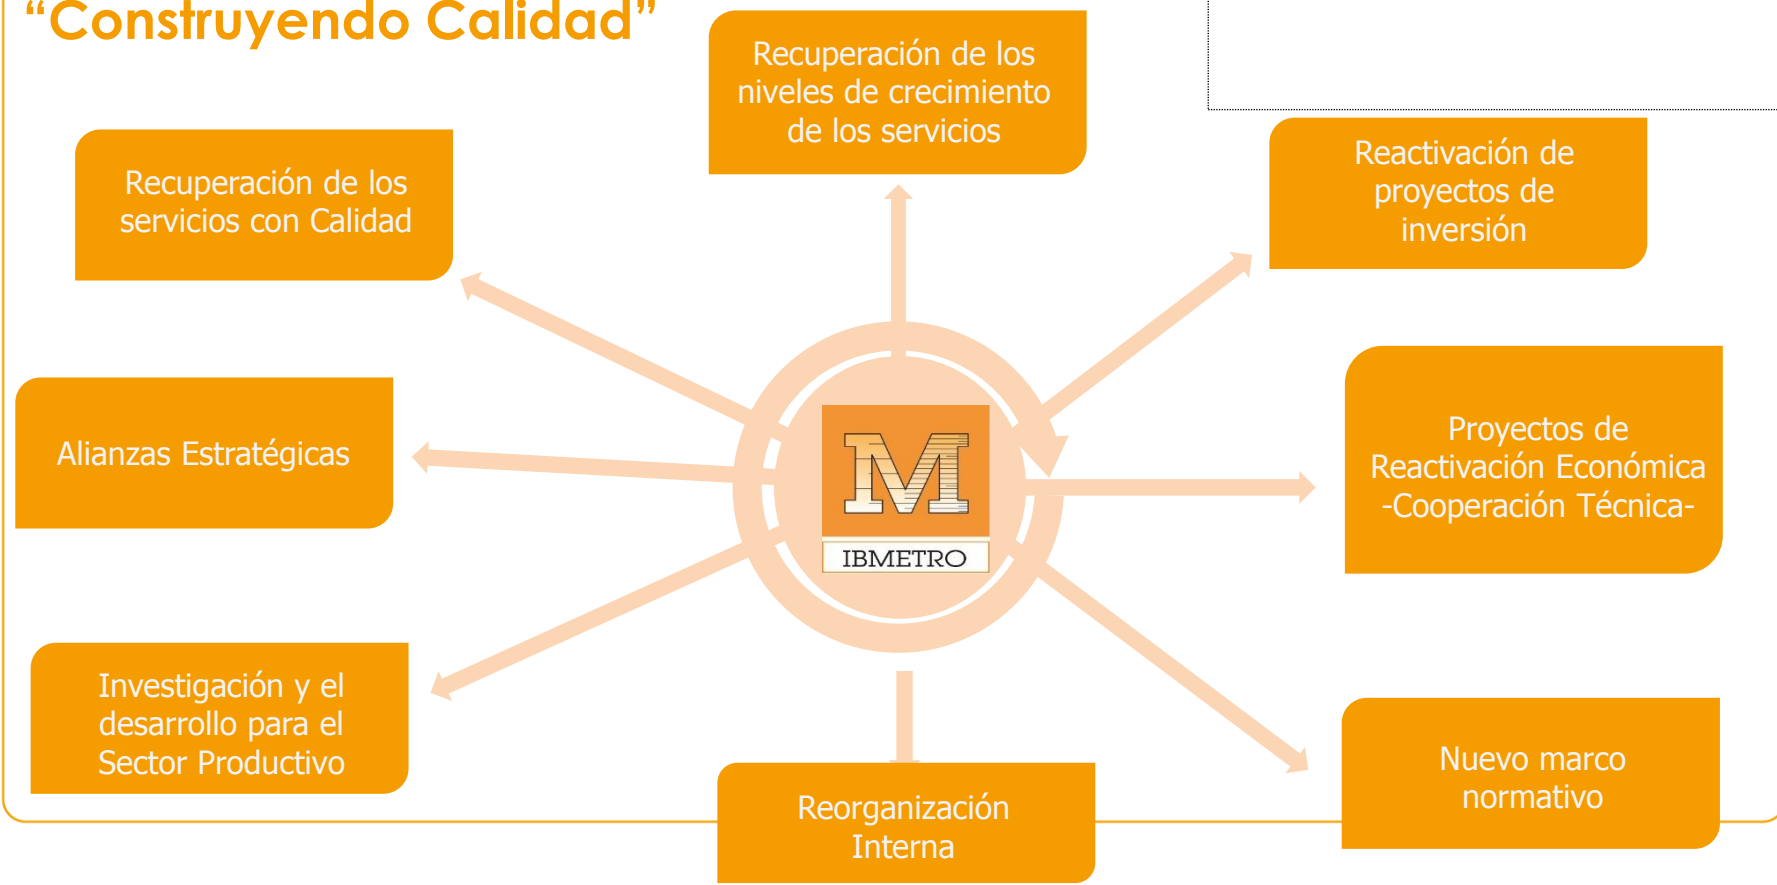 “Construyendo Calidad”
Recuperación de los
niveles de crecimiento
de los servicios
Reactivación de
proyectos de
inversión
Recuperación de los
servicios con Calidad
Alianzas Estratégicas
Proyectos de
Reactivación Económica
-Cooperación Técnica-
M
IBMETRO
Investigación y el
desarrollo para el
Sector Productivo
Nuevo marco
normativo
Reorganización
Interna